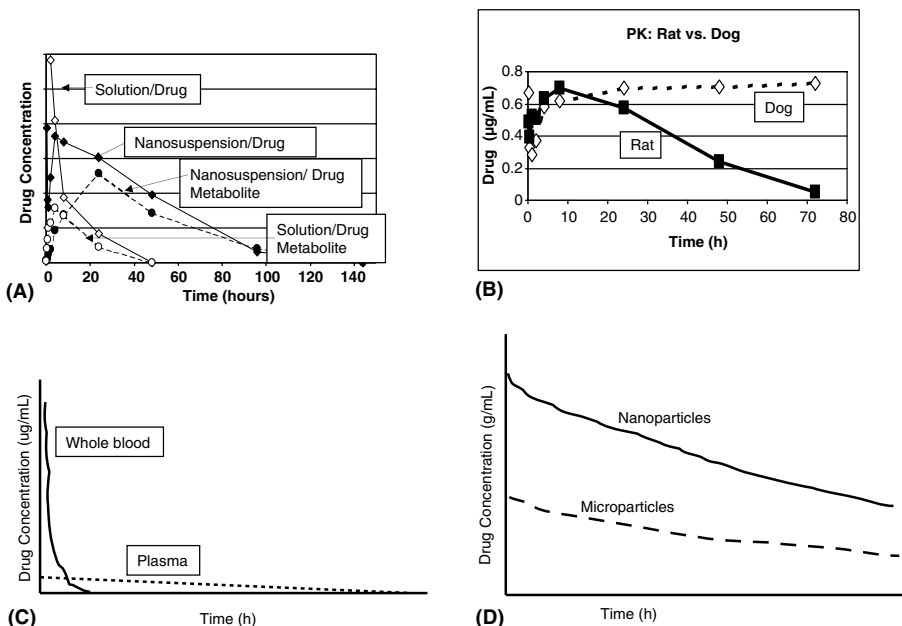 Drug Concentration
Solution/Drug
Nanosuspension/Drug
Nanosuspension/ Drug
Metabolite
Solution/Drug
Metabolite
0 20 40 60 80 100 120 140
Time (hours)
(A)
PK: Rat vs. Dog
Drug (µg/mL)
0.8
0.6
0.4
0.2
0
Dog
Rat
0 10 20 30 40 50 60 70 80
Time (h)
(B)
Drug Concentration (ug/mL)
Whole blood
Plasma
Time (h)
(C)
Drug Concentration (g/mL)
Nanoparticles
Microparticles
Time (h)
(D)